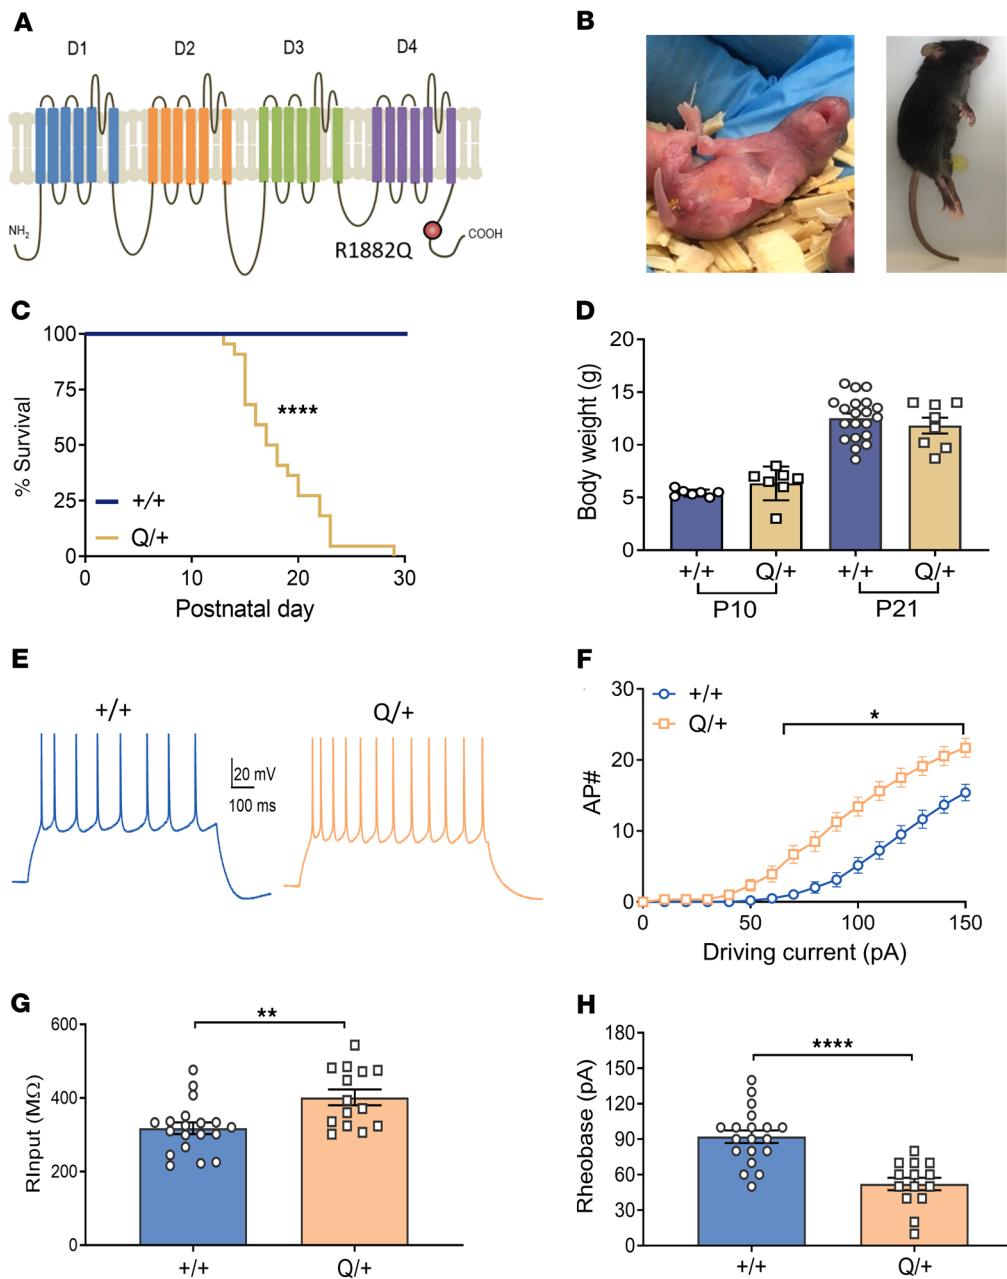 A
D1 D2 D3 D4
NH2
R1882Q
COOH
B
C
100
75
50
25
0
% Survival
****
+/+
Q/+
0 10 20 30
Postnatal day
D
20
15
10
5
0
Body weight (g)
+/+ Q/+ +/+ Q/+
P10 P21
E
+/+ Q/+
20 mV
100 ms
F
30
20
10
0
AP#
+/+
Q/+
*
0 50 100 150
Driving current (pA)
G
600
400
200
0
RInput (MΩ)
**
+/+ Q/+
H
180
150
120
90
60
30
0
Rheobase (pA)
****
+/+ Q/+